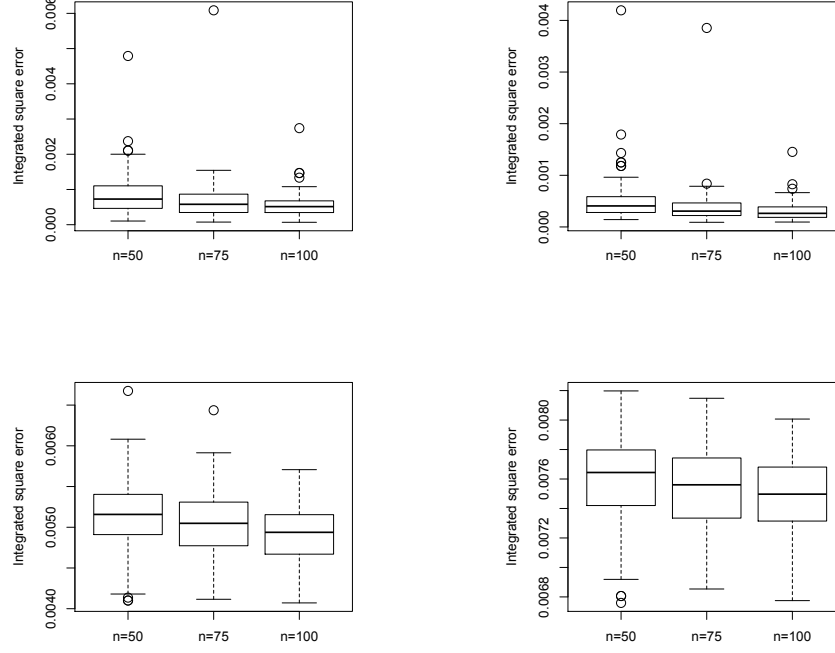 Integrated square error
0.000
0.002
0.004
0.006
n=50
n=75
n=100
Integrated square error
0.000
0.001
0.002
0.003
0.004
n=50
n=75
n=100
Integrated square error
0.0040
0.0050
0.0060
n=50
n=75
n=100
Integrated square error
0.0068
0.0072
0.0076
0.0080
n=50
n=75
n=100